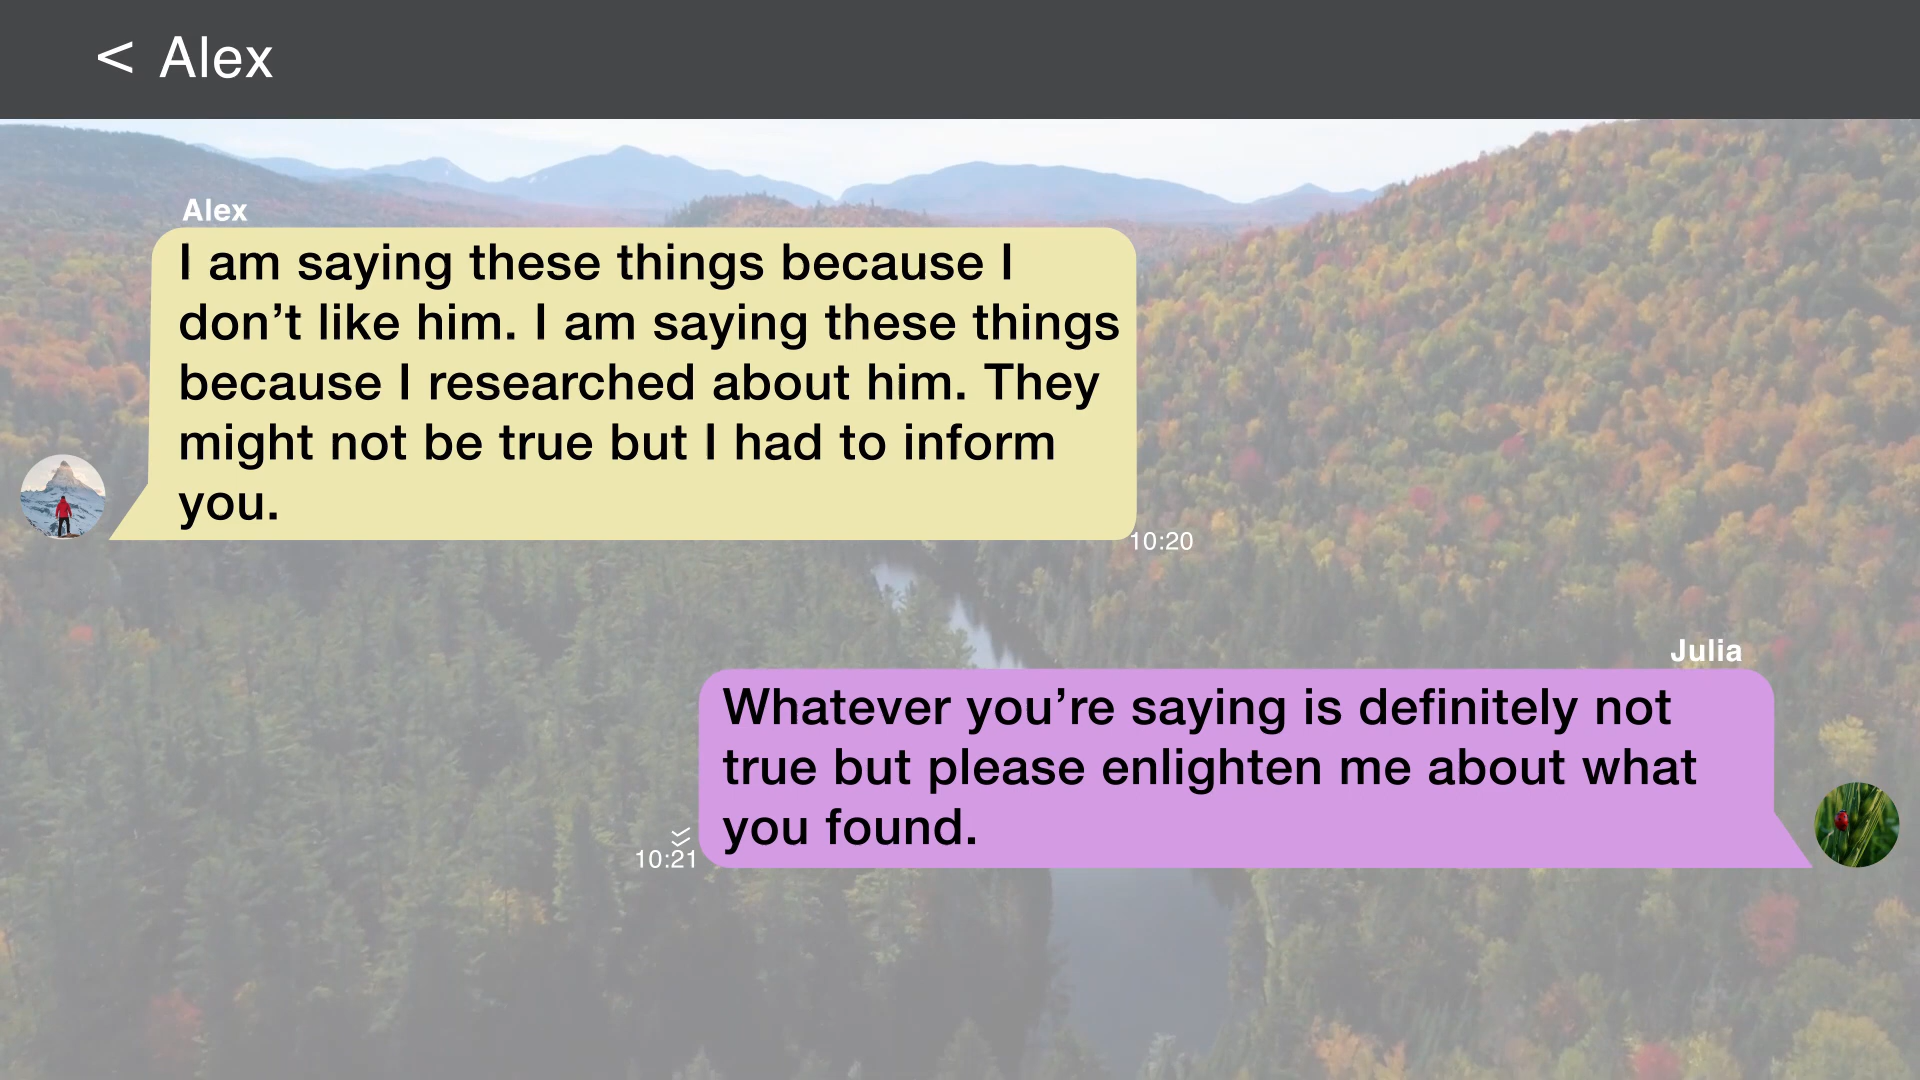 < Alex
Alex
I am saying these things because I
don’t like him. I am saying these things
because I researched about him. They
might not be true but I had to inform
you.
10:20
Julia
Whatever you’re saying is definitely not
true but please enlighten me about what
you found.
10:21